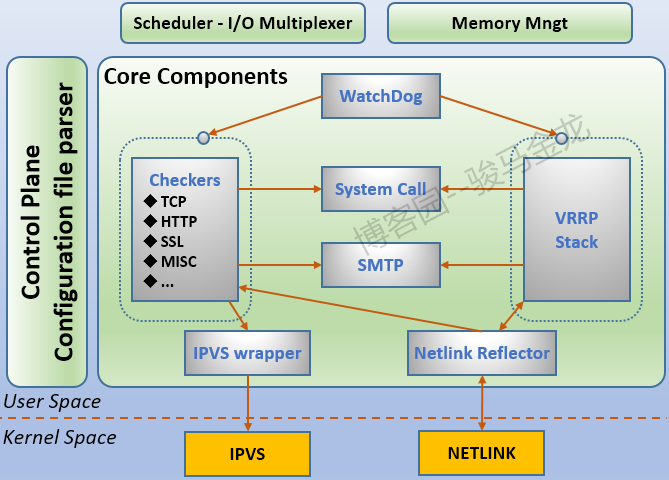 Scheduler - I/O Multiplexer
Memory Mngt
Control Plane
Configuration file parser
Core Components
WatchDog
Checkers
◆ TCP
◆ HTTP
◆ SSL
◆ MISC
◆ ...
System Call
SMTP
VRRP
Stack
IPVS wrapper
Netlink Reflector
User Space
Kernel Space
IPVS
NETLINK
博客园--骏马金龙